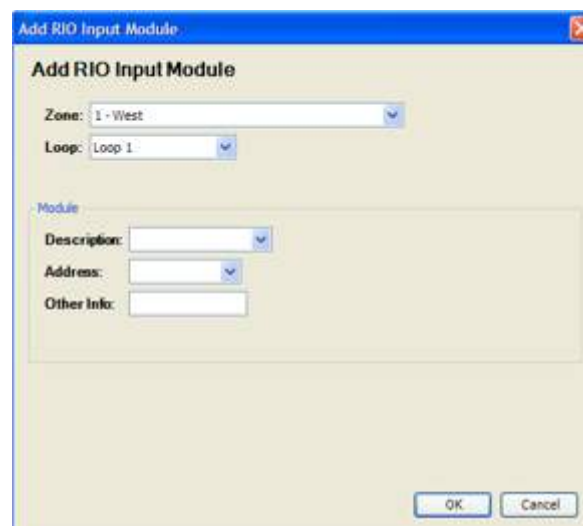 Add RIO Input Module
Add RIO Input Module
Zone: 1 - West
Loop: Loop 1
Module
Description:
Address:
Other Info:
OK Cancel